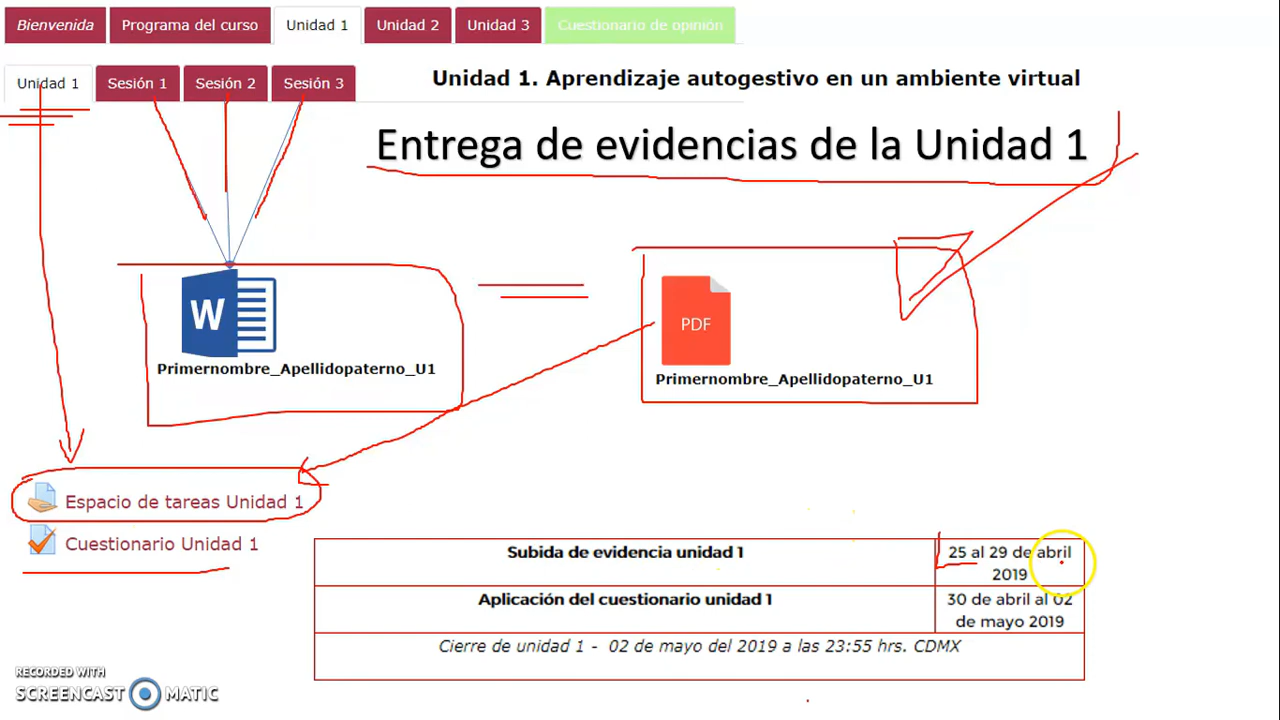 Bienvenida Programa del curso Unidad 1 Unidad 2 Unidad 3 Cuestionario de opinión
Unidad 1 Sesión 1 Sesión 2 Sesión 3
Unidad 1. Aprendizaje autogestivo en un ambiente virtual
Entrega de evidencias de la Unidad 1
W
Primernombre_Apellidopaterno_U1
PDF
Primernombre_Apellidopaterno_U1
Espacio de tareas Unidad 1
Cuestionario Unidad 1
Subida de evidencia unidad 1 25 al 29 de abril
2019
Aplicación del cuestionario unidad 1 30 de abril al 02
de mayo 2019
Cierre de unidad 1 - 02 de mayo del 2019 a las 23:55 hrs. CDMX
RECORDED WITH
SCREENCAST MATIC